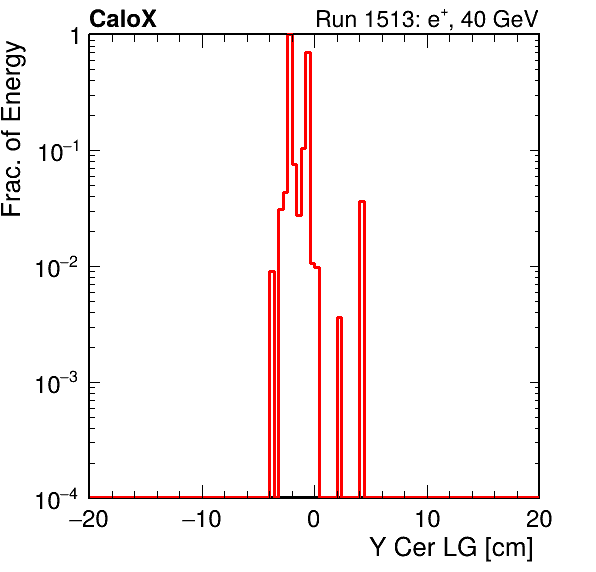 CaloX Run 1513: e⁺, 40 GeV
Frac. of Energy
1
10⁻¹
10⁻²
10⁻³
10⁻⁴
−20 −10 0 10 20
Y Cer LG [cm]